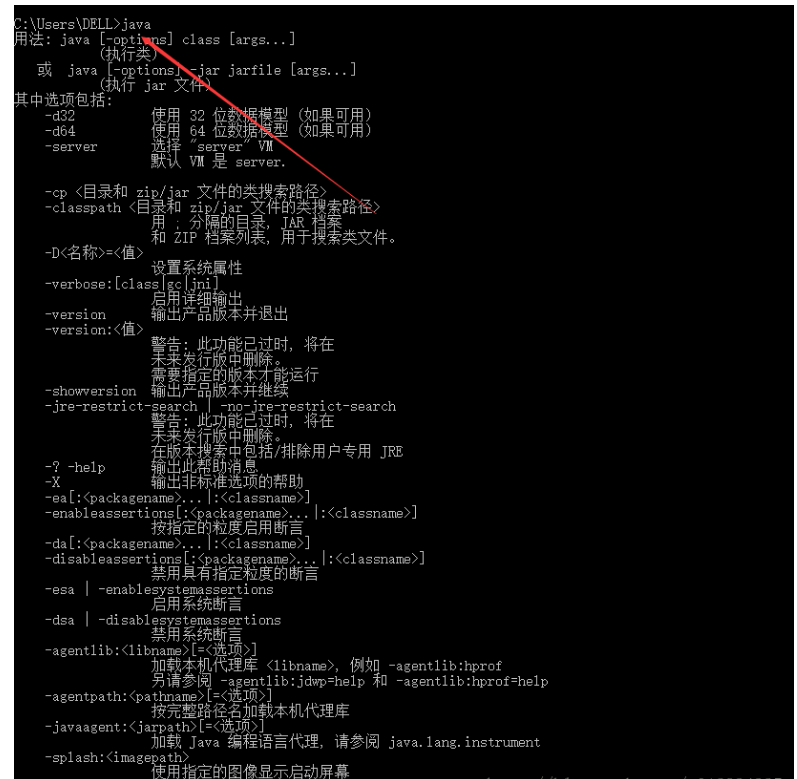 C:\Users\DELL>java
用法: java [-options] class [args...]
(执行类)
或 java [-options] -jar jarfile [args...]
(执行 jar 文件)
其中选项包括:
-d32 使用 32 位数据模型 (如果可用)
-d64 使用 64 位数据模型 (如果可用)
-server 选择 "server" VM
默认 VM 是 server.
-cp <目录和 zip/jar 文件的类搜索路径>
-classpath <目录和 zip/jar 文件的类搜索路径>
用 ; 分隔的目录, JAR 档案
和 ZIP 档案列表, 用于搜索类文件。
-D<名称>=<值>
设置系统属性
-verbose:[class|gc|jni]
启用详细输出
-version 输出产品版本并退出
-version:<值>
警告: 此功能已过时, 将在
未来发行版中删除。
需要指定的版本才能运行
-showversion 输出产品版本并继续
-jre-restrict-search | -no-jre-restrict-search
警告: 此功能已过时, 将在
未来发行版中删除。
在版本搜索中包括/排除用户专用 JRE
-? -help 输出此帮助消息
-X 输出非标准选项的帮助
-ea[:<packagename>...|:<classname>]
-enableassertions[:<packagename>...|:<classname>]
按指定的粒度启用断言
-da[:<packagename>...|:<classname>]
-disableassertions[:<packagename>...|:<classname>]
禁用具有指定粒度的断言
-esa | -enablesystemassertions
启用系统断言
-dsa | -disablesystemassertions
禁用系统断言
-agentlib:<libname>[=<选项>]
加载本机代理库 <libname>, 例如 -agentlib:hprof
另请参阅 -agentlib:jdwp=help 和 -agentlib:hprof=help
-agentpath:<pathname>[=<选项>]
按完整路径名加载本机代理库
-javaagent:<jarpath>[=<选项>]
加载 Java 编程语言代理, 请参阅 java.lang.instrument
-splash:<imagepath>
使用指定的图像显示启动屏幕